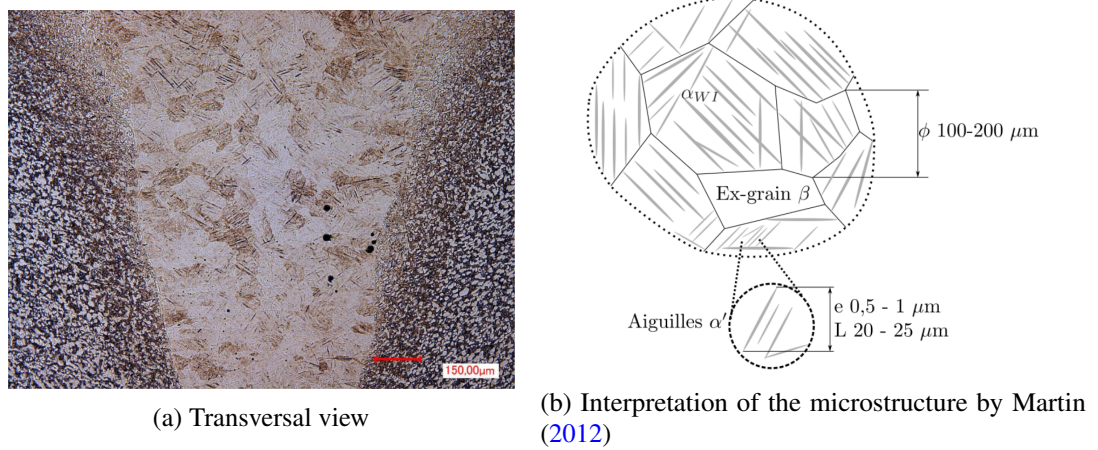 150,00µm
(a) Transversal view
α_WI
ϕ 100-200 µm
Ex-grain β
Aiguilles α′
e 0,5 - 1 µm
L 20 - 25 µm
(b) Interpretation of the microstructure by Martin
(2012)